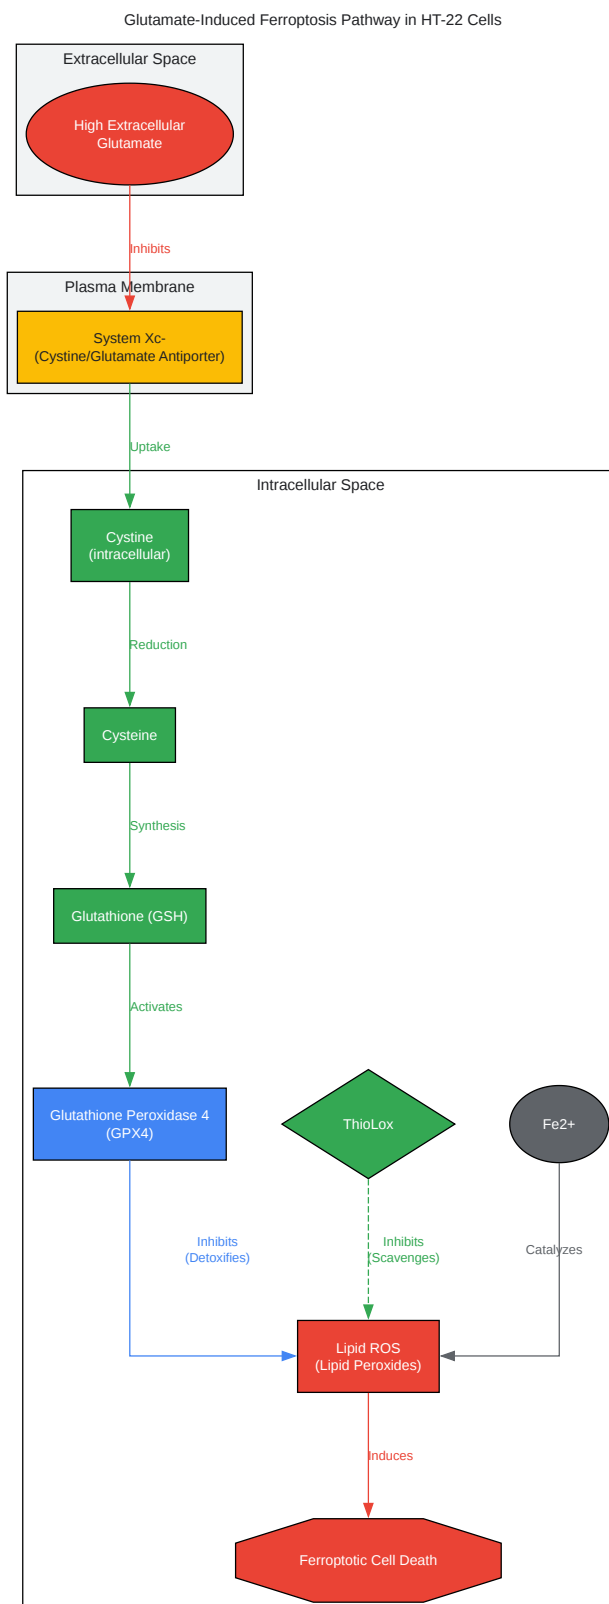 Glutamate-Induced Ferroptosis Pathway in HT-22 Cells
Extracellular Space
High Extracellular
Glutamate
Inhibits
Plasma Membrane
System Xc-
(Cystine/Glutamate Antiporter)
Uptake
Intracellular Space
Cystine
(intracellular)
Reduction
Cysteine
Synthesis
Glutathione (GSH)
Activates
Glutathione Peroxidase 4
(GPX4)
ThioLox
Fe2+
Inhibits
(Detoxifies)
Inhibits
(Scavenges)
Catalyzes
Lipid ROS
(Lipid Peroxides)
Induces
Ferroptotic Cell Death